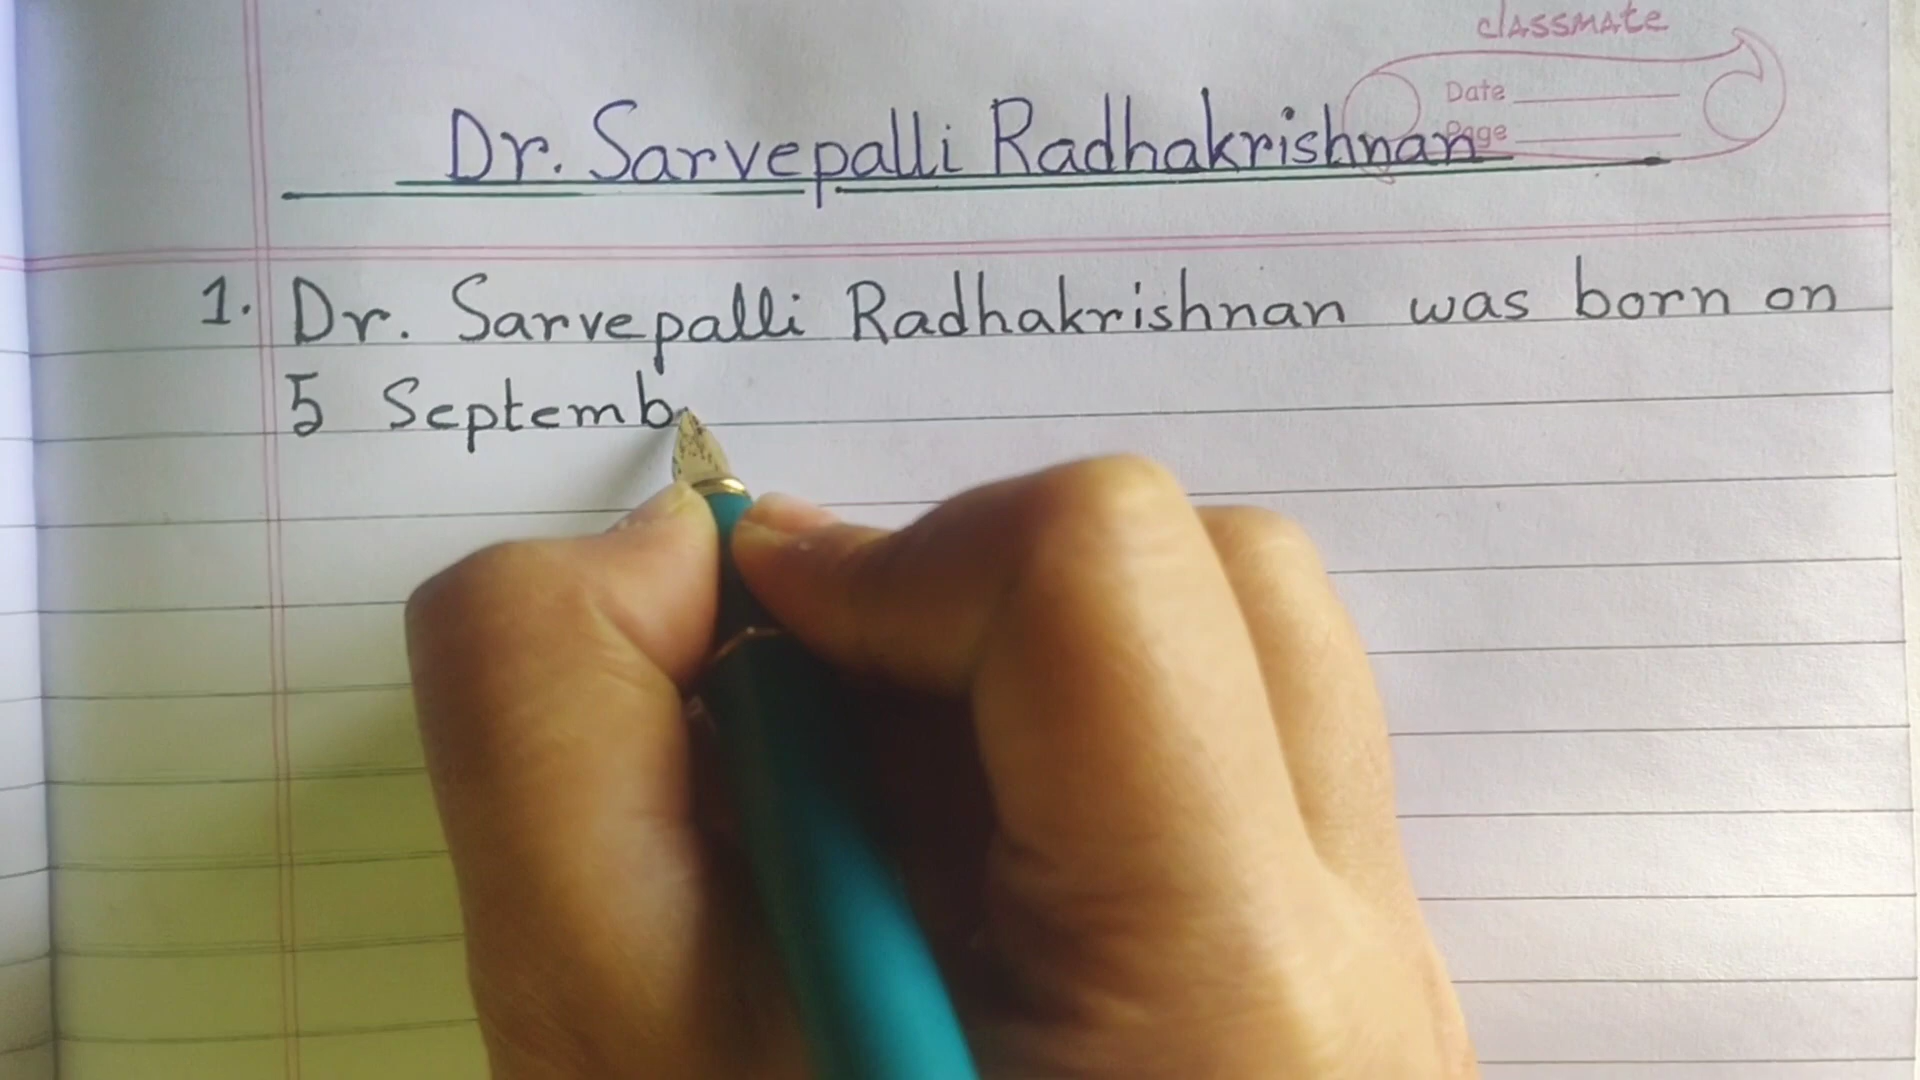 classmate
Date
Page
Dr. Sarvepalli Radhakrishnan
1. Dr. Sarvepalli Radhakrishnan was born on
5 Septemb